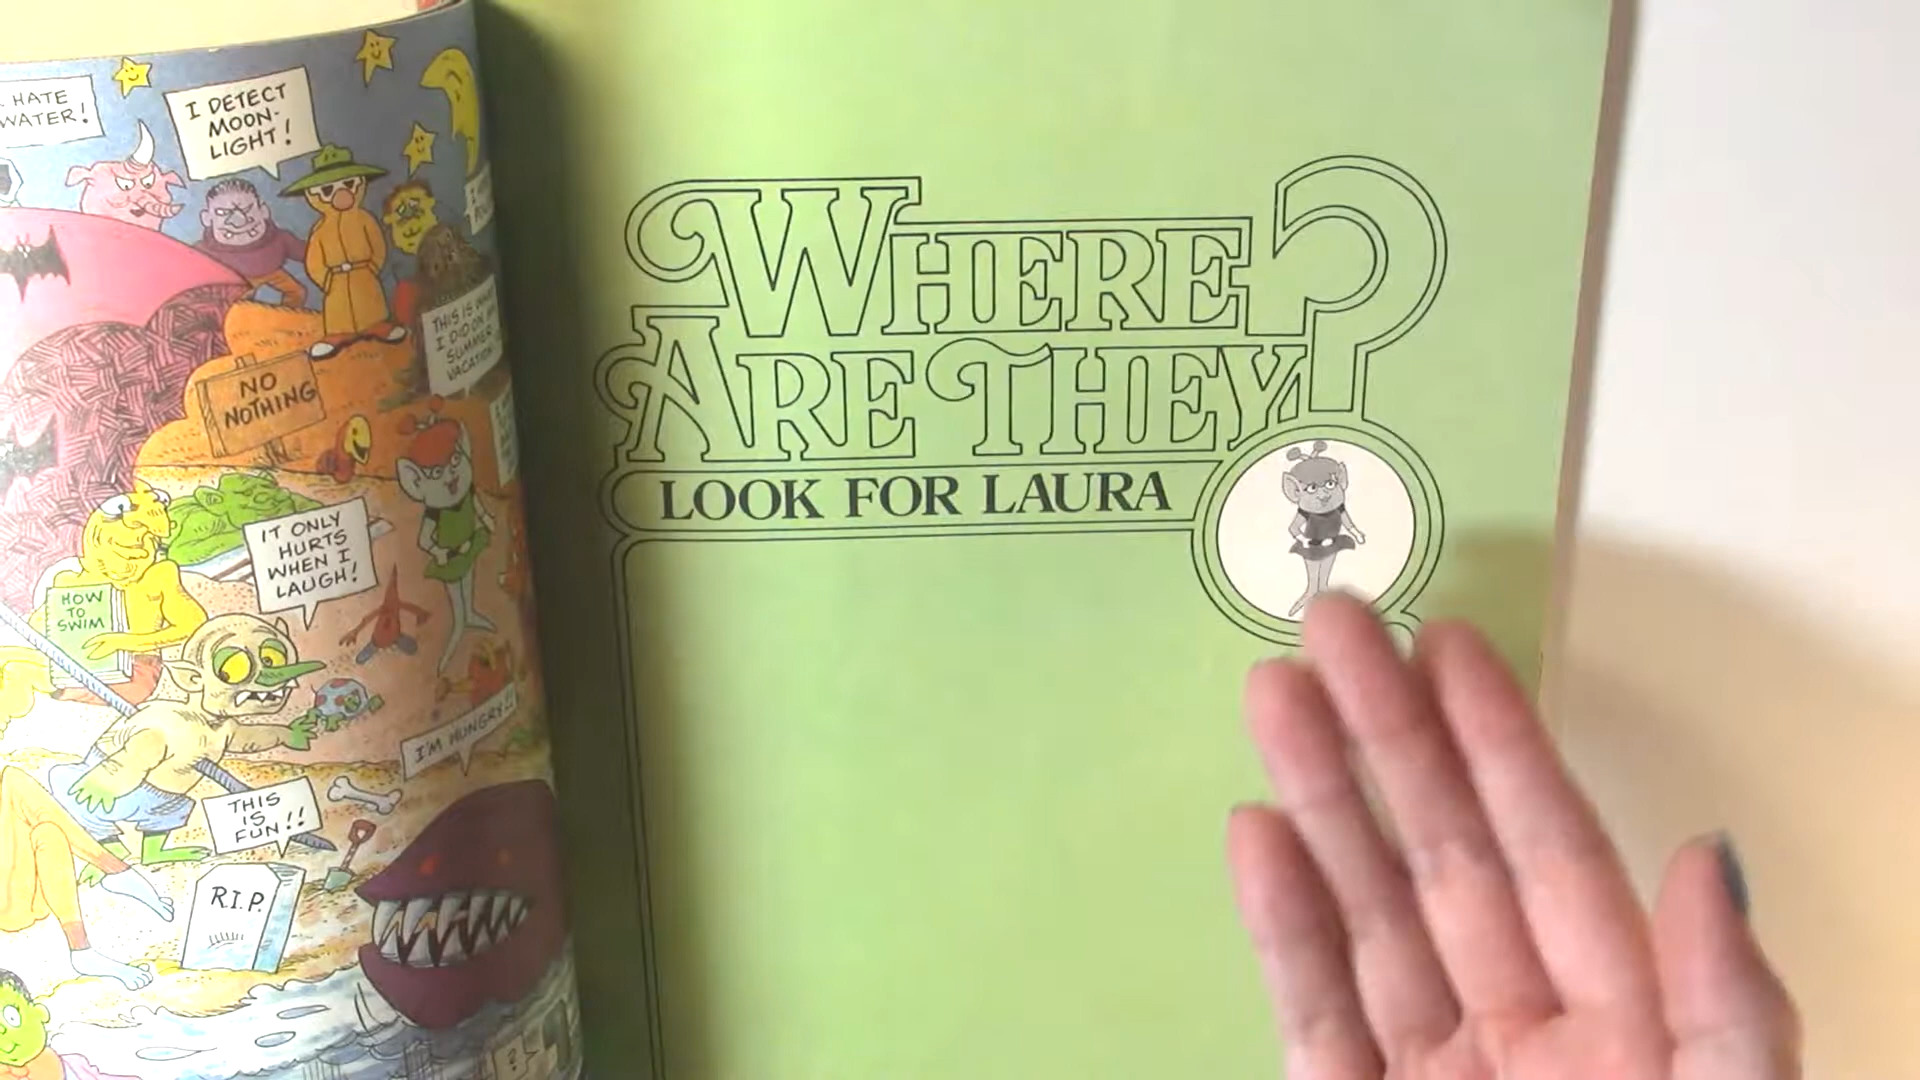 HATE
WATER!
I DETECT
MOON-
LIGHT!
THIS IS WHAT
I DID ON MY
SUMMER
VACATION
NO
NOTHING
IT ONLY
HURTS
WHEN I
LAUGH!
HOW
TO
SWIM
I'M HUNGRY!!
THIS
IS
FUN!!
R.I.P.
?
WHERE
ARE THEY?
LOOK FOR LAURA